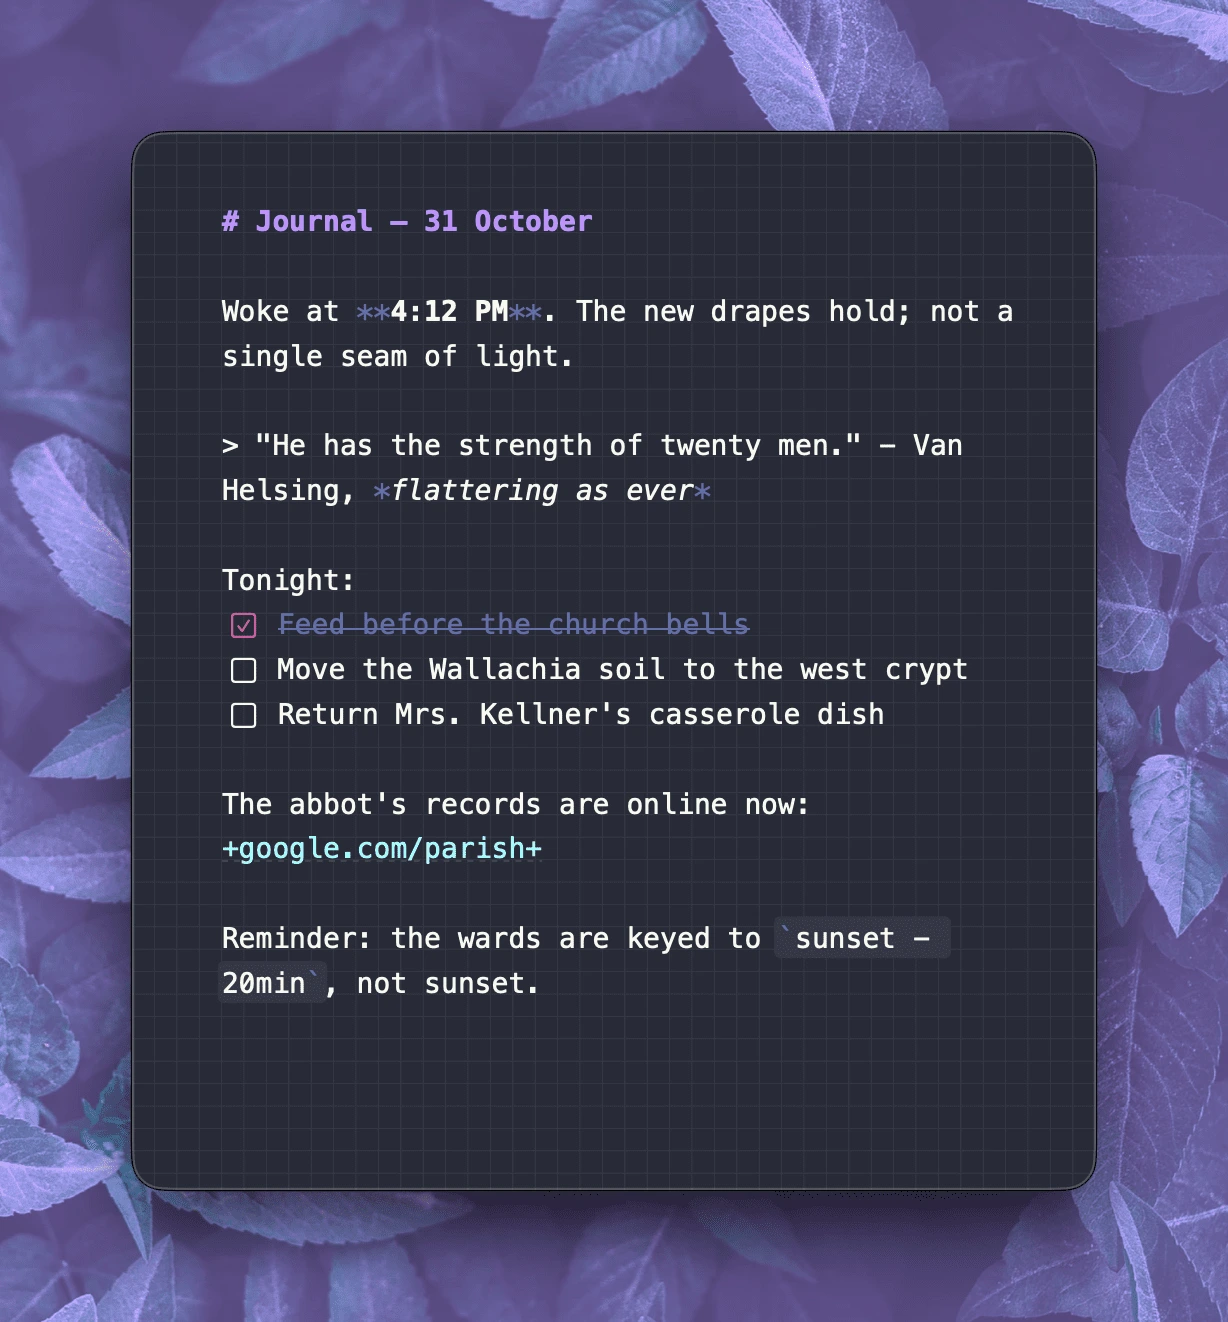 # Journal — 31 October
Woke at **4:12 PM**. The new drapes hold; not a
single seam of light.
> "He has the strength of twenty men." — Van
Helsing, *flattering as ever*
Tonight:
Feed before the church bells
Move the Wallachia soil to the west crypt
Return Mrs. Kellner's casserole dish
The abbot's records are online now:
+google.com/parish+
Reminder: the wards are keyed to `sunset −
20min`, not sunset.